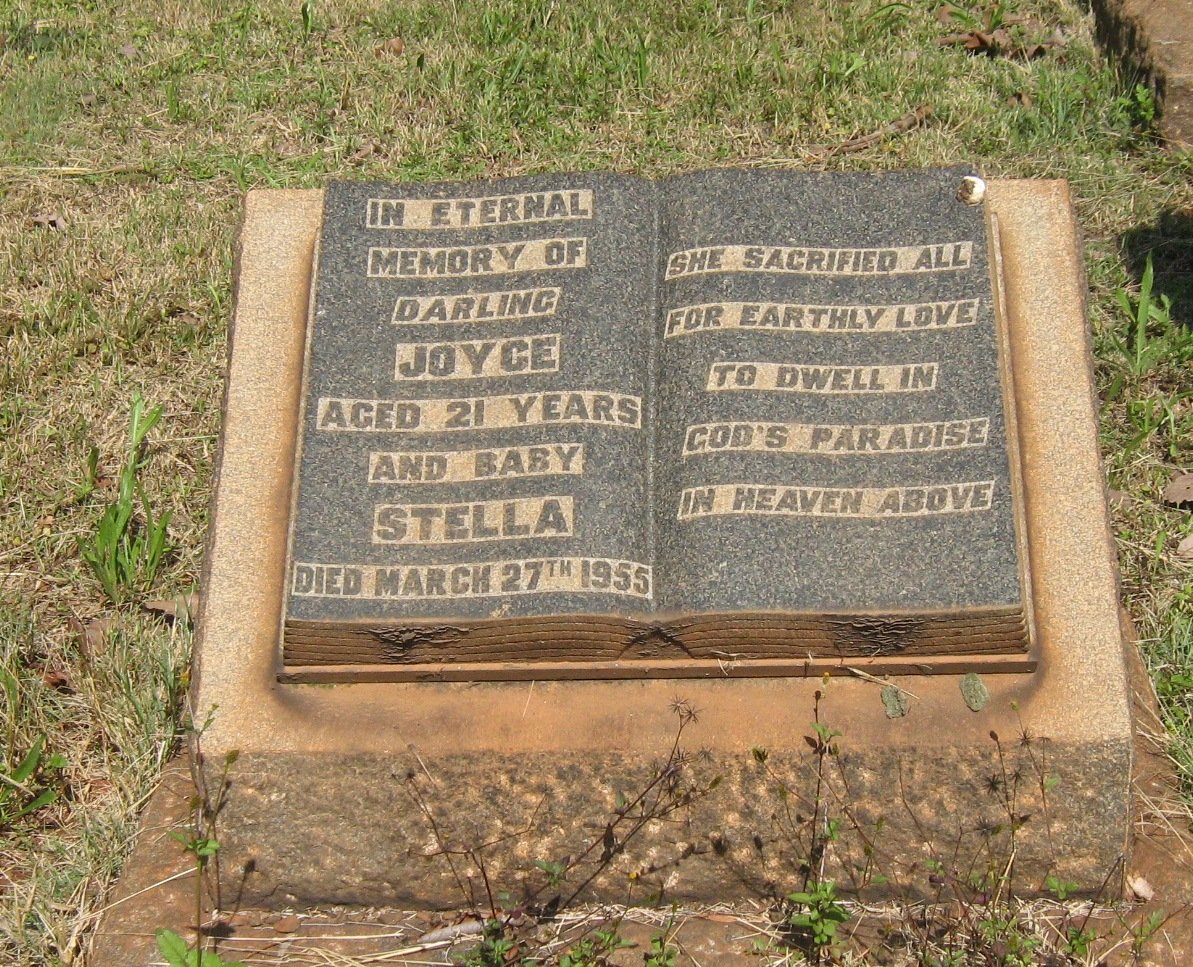 IN ETERNAL
MEMORY OF
DARLING
JOYCE
AGED 21 YEARS
AND BABY
STELLA
DIED MARCH 27TH 1955
SHE SACRIFIED ALL
FOR EARTHLY LOVE
TO DWELL IN
GOD'S PARADISE
IN HEAVEN ABOVE